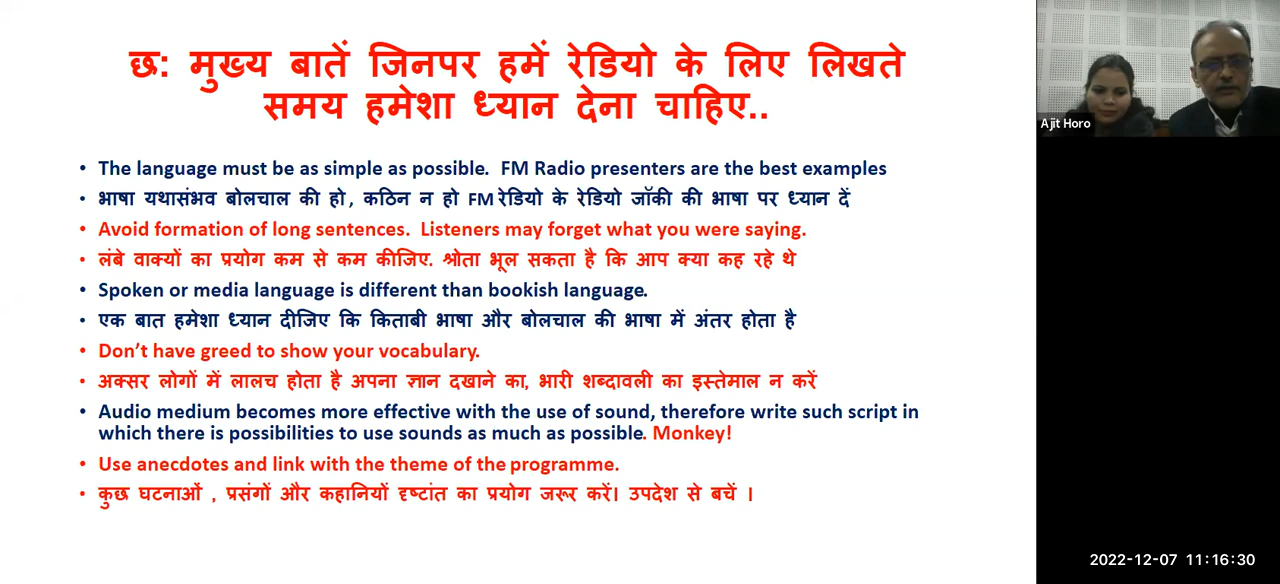 छ: मुख्य बातें जिनपर हमें रेडियो के लिए लिखते
समय हमेशा ध्यान देना चाहिए..
• The language must be as simple as possible. FM Radio presenters are the best examples
• भाषा यथासंभव बोलचाल की हो, कठिन न हो FM रेडियो के रेडियो जॉकी की भाषा पर ध्यान दें
• Avoid formation of long sentences. Listeners may forget what you were saying.
• लंबे वाक्यों का प्रयोग कम से कम कीजिए. श्रोता भूल सकता है कि आप क्या कह रहे थे
• Spoken or media language is different than bookish language.
• एक बात हमेशा ध्यान दीजिए कि किताबी भाषा और बोलचाल की भाषा में अंतर होता है
• Don’t have greed to show your vocabulary.
• अक्सर लोगों में लालच होता है अपना ज्ञान दखाने का, भारी शब्दावली का इस्तेमाल न करें
• Audio medium becomes more effective with the use of sound, therefore write such script in
which there is possibilities to use sounds as much as possible. Monkey!
• Use anecdotes and link with the theme of the programme.
• कुछ घटनाओं , प्रसंगों और कहानियों दृष्टांत का प्रयोग जरूर करें। उपदेश से बचें ।
Ajit Horo
2022-12-07 11:16:30